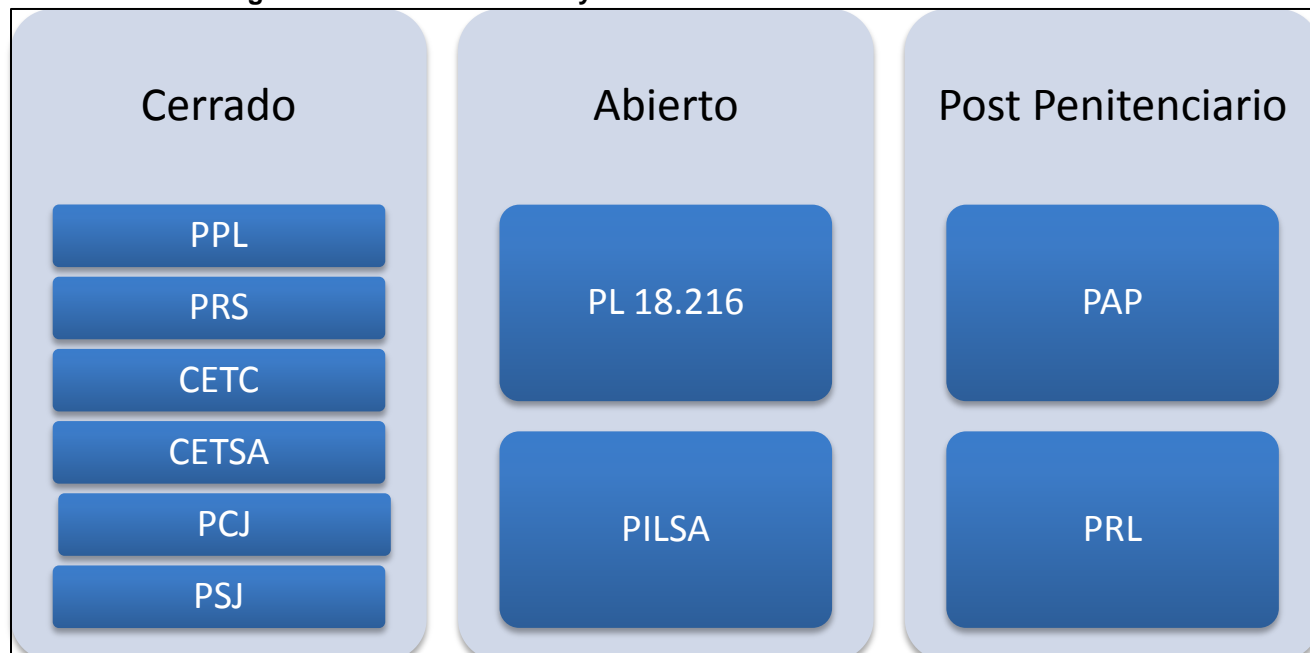 Cerrado
PPL
PRS
CETC
CETSA
PCJ
PSJ
Abierto
PL 18.216
PILSA
Post Penitenciario
PAP
PRL